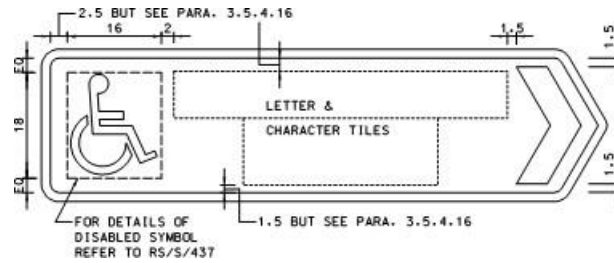 2.5 BUT SEE PARA. 3.5.4.16
16
2
1.5
1.5
EQ
18
EQ
LETTER &
CHARACTER TILES
1.5
1.5 BUT SEE PARA. 3.5.4.16
FOR DETAILS OF
DISABLED SYMBOL
REFER TO RS/S/437